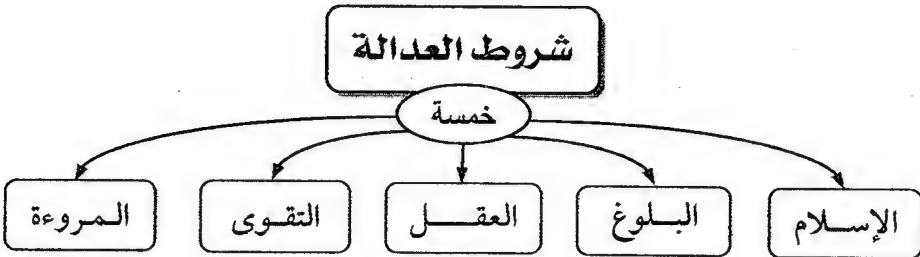 شروط العدالة
خمسة
الإسلام
البلوغ
العقل
التقوى
المروءة